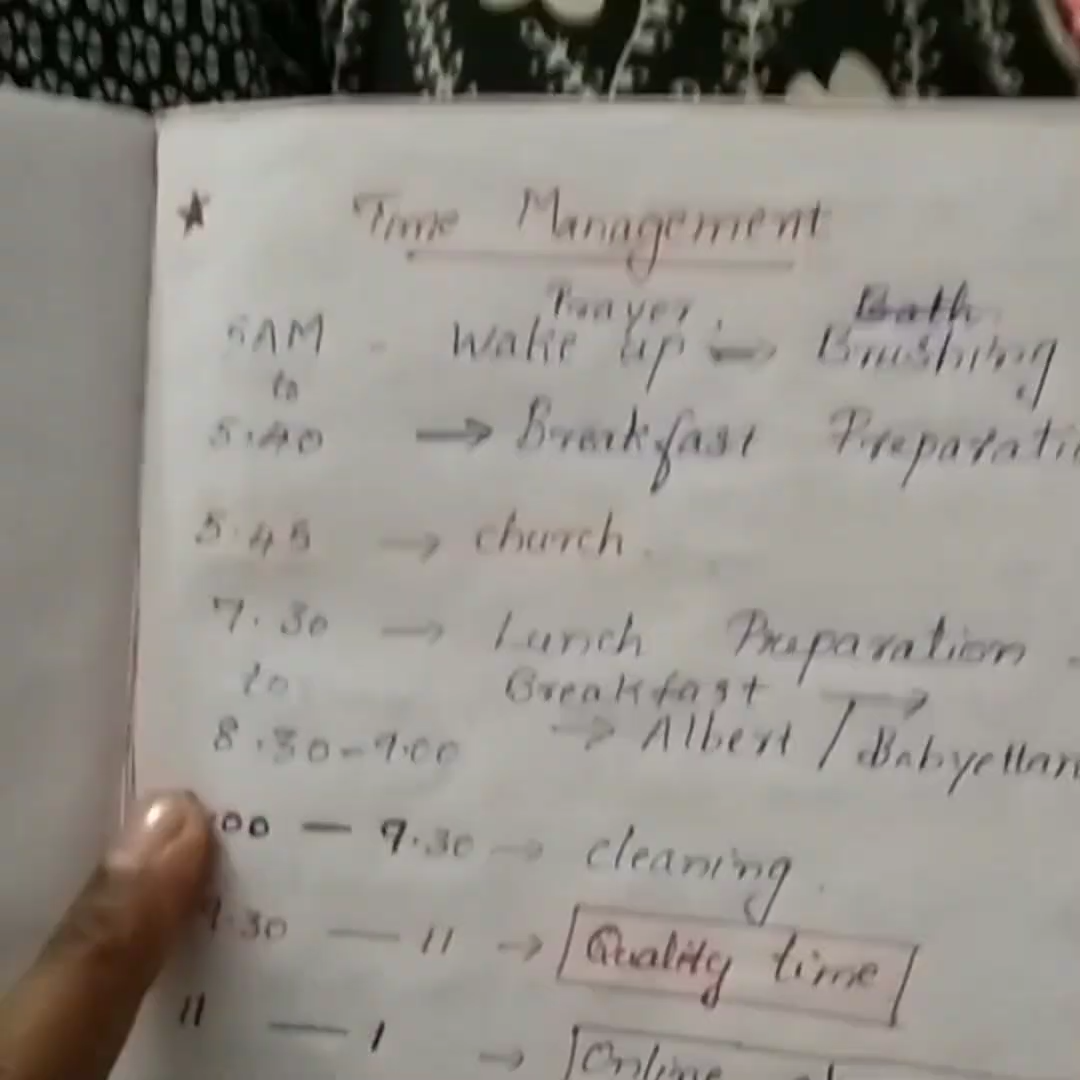 ★ Time Management
Prayer. Bath
5AM - Wake up → Brushing
to
5.40 → Breakfast Preparati
5.45 → church.
7.30 → Lunch Preparation -
to Breakfast →
8.30-9.00 → Albert / Babyettan
00 — 9.30 → cleaning.
9.30 — 11 → Quality time
11 — 1 → Online